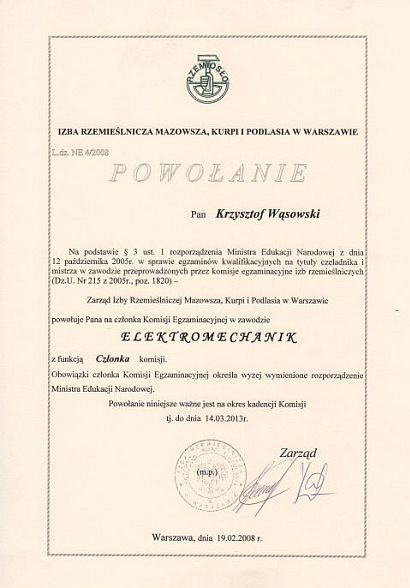 RZEMIOSŁO
IZBA RZEMIEŚLNICZA MAZOWSZA, KURPI I PODLASIA W WARSZAWIE
L.dz. NE 4/2008
POWOŁANIE
Pan Krzysztof Wąsowski
Na podstawie § 3 ust. 1 rozporządzenia Ministra Edukacji Narodowej z dnia
12 października 2005r. w sprawie egzaminów kwalifikacyjnych na tytuły czeladnika i
mistrza w zawodzie przeprowadzonych przez komisje egzaminacyjne izb rzemieślniczych
(Dz.U. Nr 215 z 2005r., poz. 1820) –
Zarząd Izby Rzemieślniczej Mazowsza, Kurpi i Podlasia w Warszawie
powołuje Pana na członka Komisji Egzaminacyjnej w zawodzie
ELEKTROMECHANIK
z funkcją Członka komisji.
Obowiązki członka Komisji Egzaminacyjnej określa wyżej wymienione rozporządzenie
Ministra Edukacji Narodowej.
Powołanie niniejsze ważne jest na okres kadencji Komisji
tj. do dnia 14.03.2013r.
Zarząd
(m.p.)
Warszawa, dnia 19.02.2008 r.